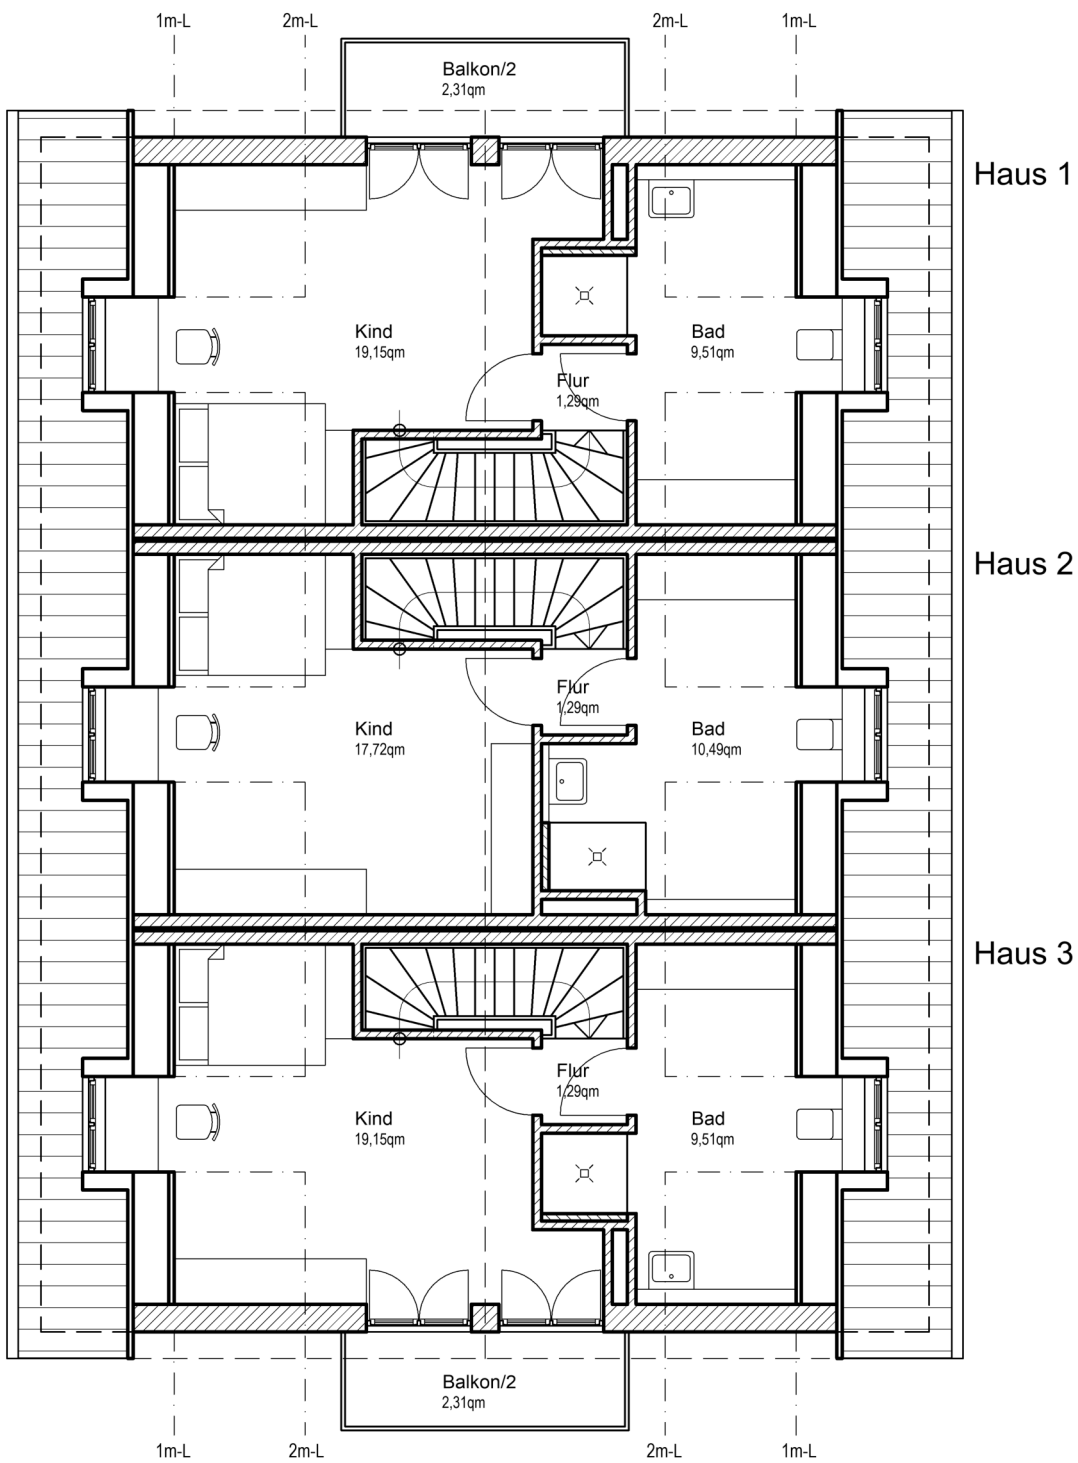 1m-L
2m-L
2m-L
1m-L
Balkon/2
2,31qm
Haus 1
Kind
19,15qm
Bad
9,51qm
Flur
1,29qm
Haus 2
Flur
1,29qm
Kind
17,72qm
Bad
10,49qm
Haus 3
Flur
1,29qm
Kind
19,15qm
Bad
9,51qm
Balkon/2
2,31qm
1m-L
2m-L
2m-L
1m-L